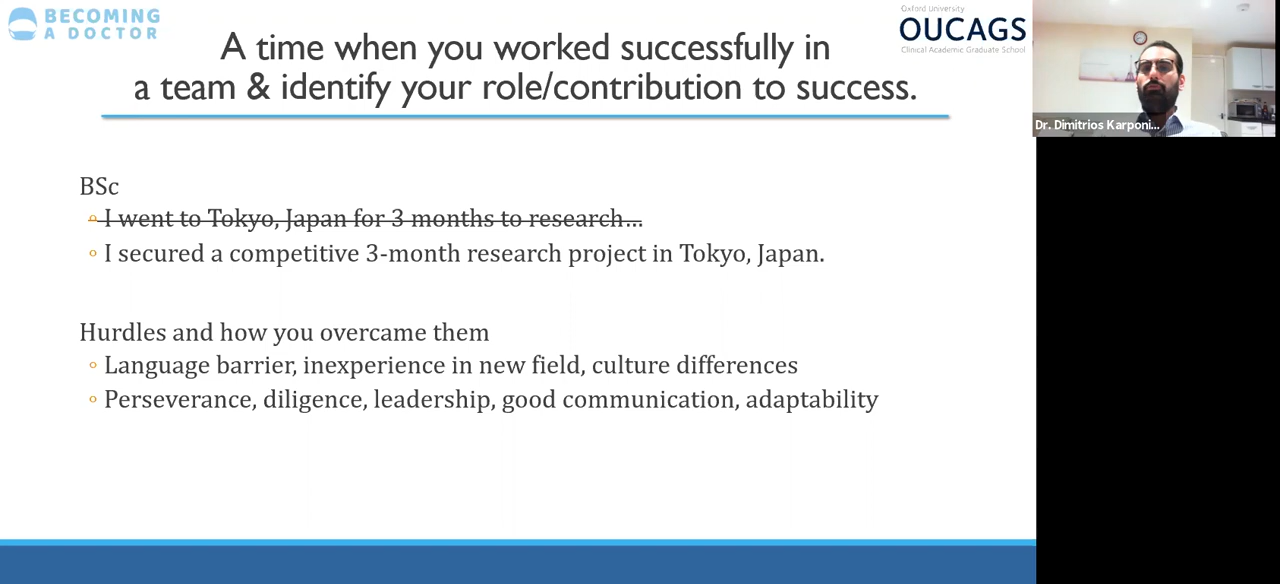 BECOMING
A DOCTOR
A time when you worked successfully in
a team & identify your role/contribution to success.
Oxford University
OUCAGS
Clinical Academic Graduate School
Dr. Dimitrios Karponi...
BSc
I went to Tokyo, Japan for 3 months to research...
I secured a competitive 3-month research project in Tokyo, Japan.
Hurdles and how you overcame them
Language barrier, inexperience in new field, culture differences
Perseverance, diligence, leadership, good communication, adaptability